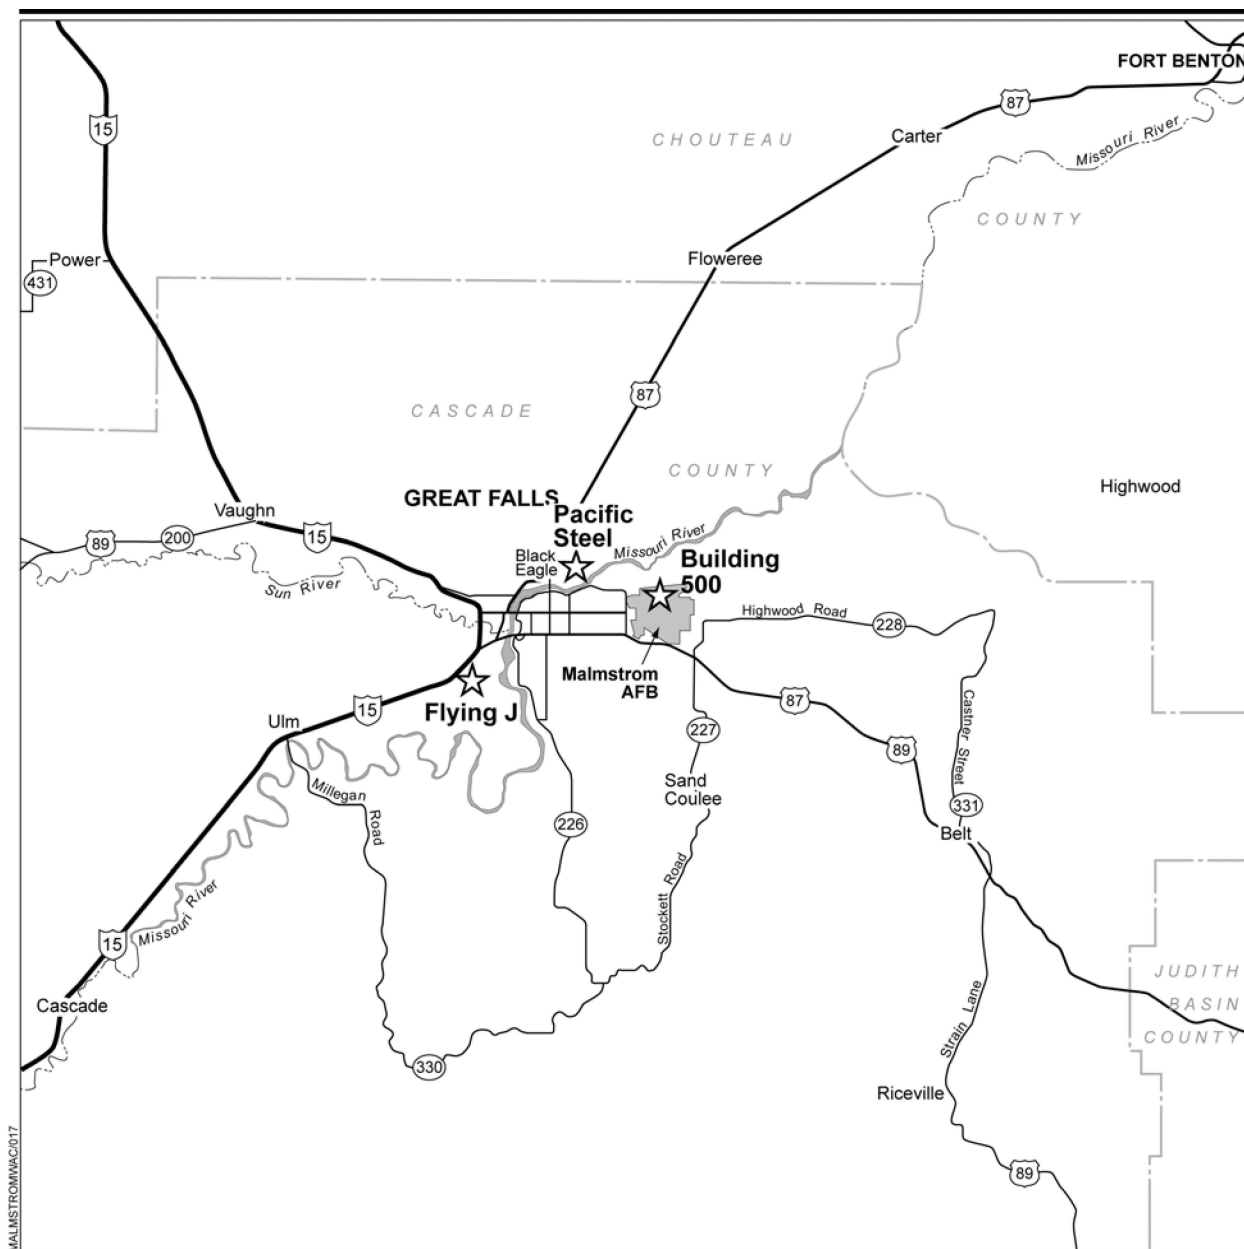 FORT BENTON
87
15
Carter
CHOUTEAU
Missouri River
COUNTY
Power
Floweree
431
87
CASCADE
COUNTY
Highwood
GREAT FALLS
Pacific
Steel
Vaughn
200
15
89
Missouri River
Black
Eagle
Building
500
Sun River
Highwood Road
228
Malmstrom
AFB
Flying J
15
Ulm
87
227
89
Castner Street
Sand
Coulee
Millegan
Road
331
226
Belt
Stockett Road
Missouri River
15
JUDITH
BASIN
COUNTY
Cascade
Strain Lane
330
Riceville
89
MALMSTROMWAC/017